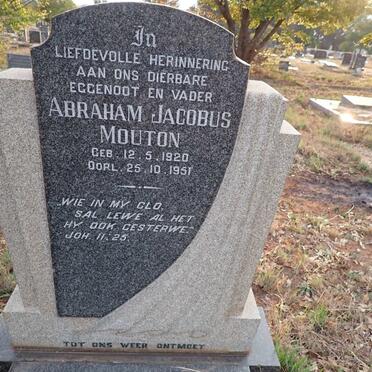 In
LIEFDEVOLLE HERINNERING
AAN ONS DIERBARE
EGGENOOT EN VADER
ABRAHAM JACOBUS
MOUTON
GEB. 12. 5. 1920
OORL. 25. 10. 1951
„WIE IN MY GLO,
SAL LEWE AL HET
HY OOK GESTERWE."
JOH 11.25.
TOT ONS WEER ONTMOET